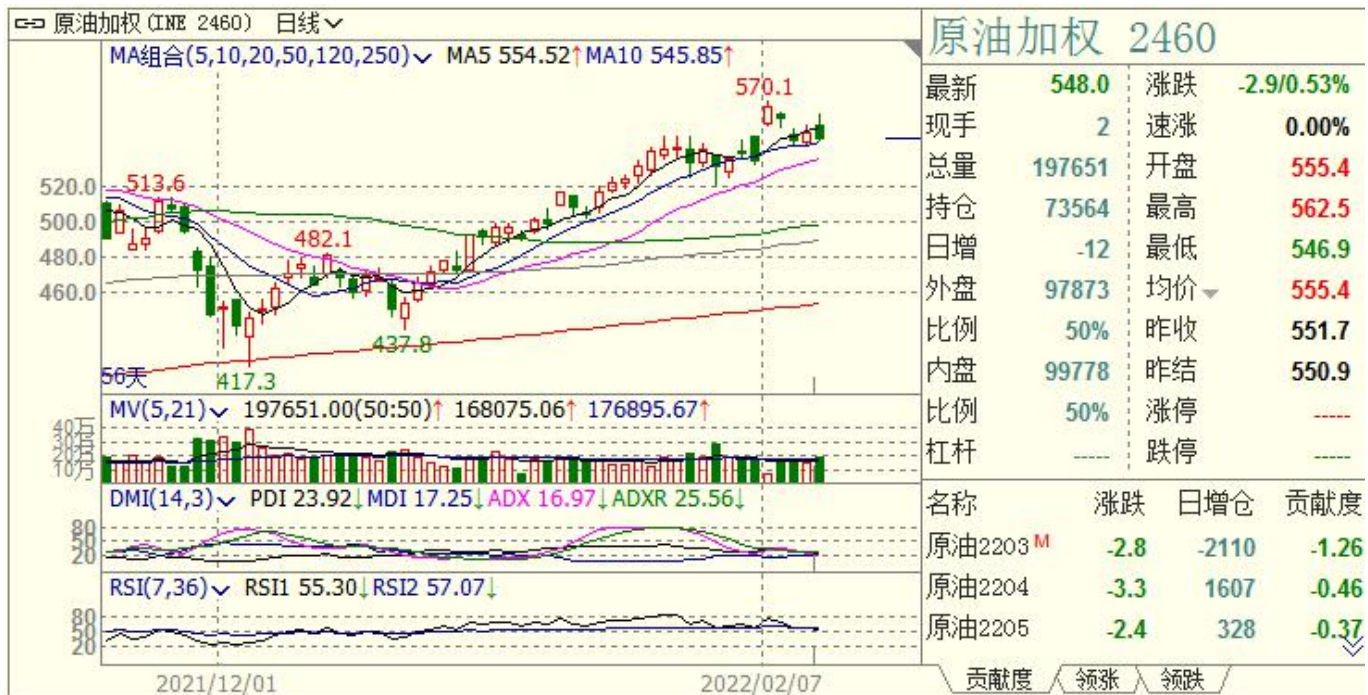 原油加权(INE 2460) 日线
MA组合(5,10,20,50,120,250) MA5 554.52↑MA10 545.85↑
570.1
513.6
520.0
500.0
482.1
480.0
460.0
437.8
56天
417.3
MV(5,21) 197651.00(50:50)↑ 168075.06↑ 176895.67↑
40万
30万
20万
10万
DMI(14,3) PDI 23.92↓MDI 17.25↓ADX 16.97↓ADXR 25.56↓
80
50
20
RSI(7,36) RSI1 55.30↓RSI2 57.07↓
80
50
20
2021/12/01 2022/02/07
原油加权 2460
最新 548.0 涨跌 -2.9/0.53%
现手 2 速涨 0.00%
总量 197651 开盘 555.4
持仓 73564 最高 562.5
日增 -12 最低 546.9
外盘 97873 均价 555.4
比例 50% 昨收 551.7
内盘 99778 昨结 550.9
比例 50% 涨停 -----
杠杆 ----- 跌停 -----
名称 涨跌 日增仓 贡献度
原油2203 M -2.8 -2110 -1.26
原油2204 -3.3 1607 -0.46
原油2205 -2.4 328 -0.37
贡献度 领涨 领跌